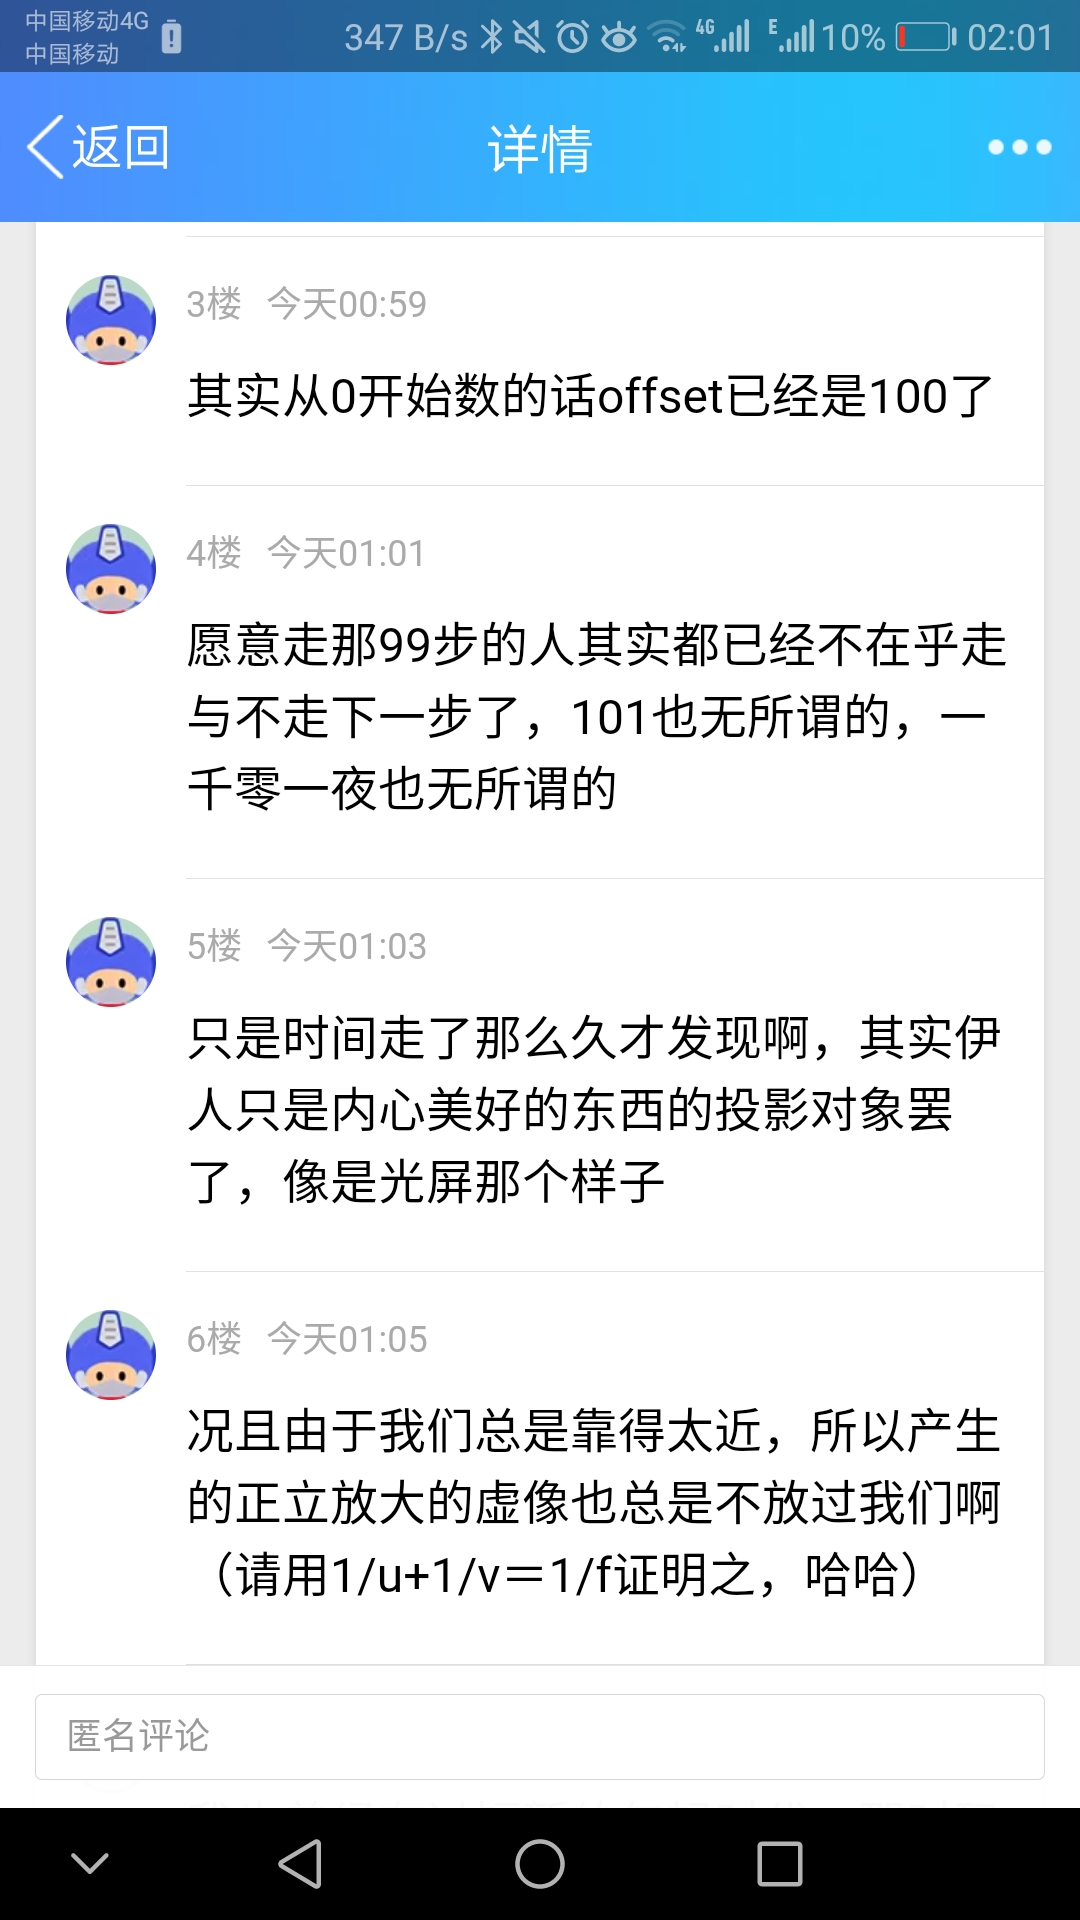 中国移动4G
中国移动
347 B/s 4G E 10% 02:01
返回 详情
3楼 今天00:59
其实从0开始数的话offset已经是100了
4楼 今天01:01
愿意走那99步的人其实都已经不在乎走
与不走下一步了，101也无所谓的，一
千零一夜也无所谓的
5楼 今天01:03
只是时间走了那么久才发现啊，其实伊
人只是内心美好的东西的投影对象罢
了，像是光屏那个样子
6楼 今天01:05
况且由于我们总是靠得太近，所以产生
的正立放大的虚像也总是不放过我们啊
（请用1/u+1/v＝1/f证明之，哈哈）
匿名评论